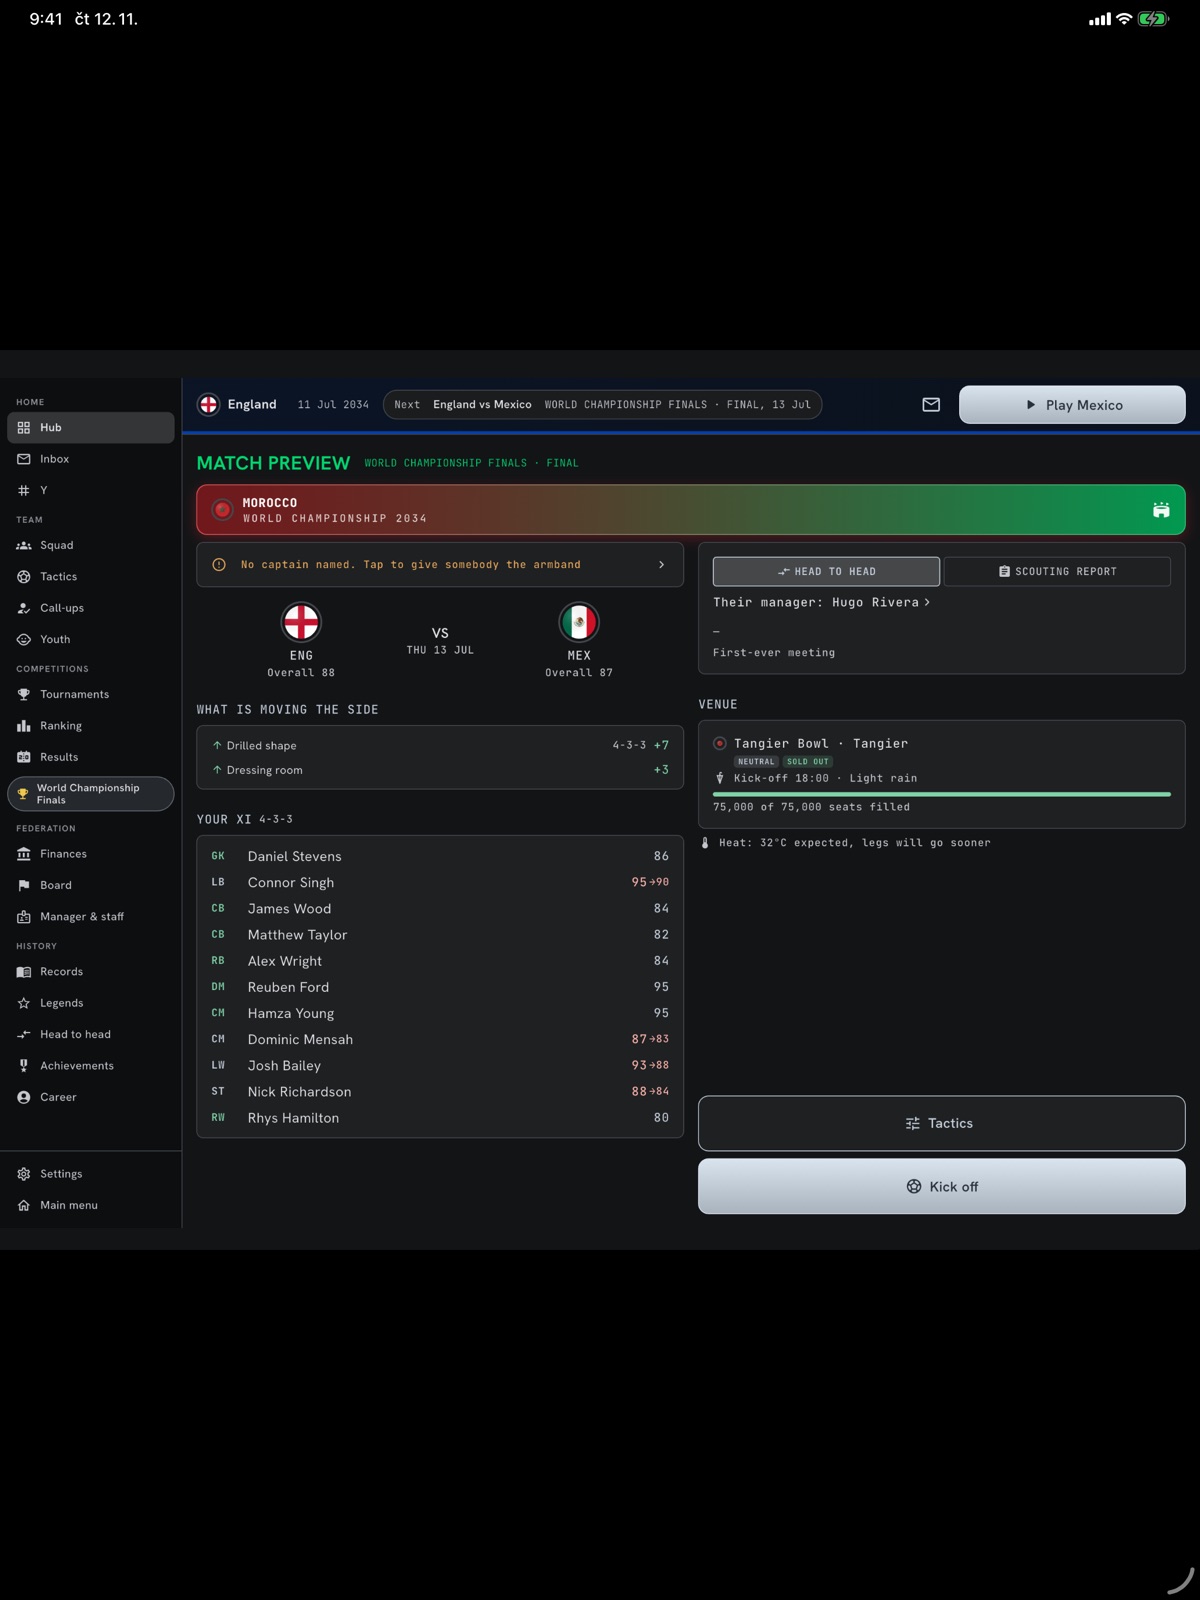 9:41 čt 12. 11.
HOME
Hub
Inbox
Y
TEAM
Squad
Tactics
Call-ups
Youth
COMPETITIONS
Tournaments
Ranking
Results
World Championship
Finals
FEDERATION
Finances
Board
Manager & staff
HISTORY
Records
Legends
Head to head
Achievements
Career
Settings
Main menu
England 11 Jul 2034 Next England vs Mexico WORLD CHAMPIONSHIP FINALS · FINAL, 13 Jul
Play Mexico
MATCH PREVIEW WORLD CHAMPIONSHIP FINALS · FINAL
MOROCCO
WORLD CHAMPIONSHIP 2034
No captain named. Tap to give somebody the armband
ENG
Overall 88
VS
THU 13 JUL
MEX
Overall 87
WHAT IS MOVING THE SIDE
↑ Drilled shape 4-3-3 +7
↑ Dressing room +3
YOUR XI 4-3-3
GK Daniel Stevens 86
LB Connor Singh 95→90
CB James Wood 84
CB Matthew Taylor 82
RB Alex Wright 84
DM Reuben Ford 95
CM Hamza Young 95
CM Dominic Mensah 87→83
LW Josh Bailey 93→88
ST Nick Richardson 88→84
RW Rhys Hamilton 80
HEAD TO HEAD
SCOUTING REPORT
Their manager: Hugo Rivera
—
First-ever meeting
VENUE
Tangier Bowl · Tangier
NEUTRAL SOLD OUT
Kick-off 18:00 · Light rain
75,000 of 75,000 seats filled
Heat: 32°C expected, legs will go sooner
Tactics
Kick off